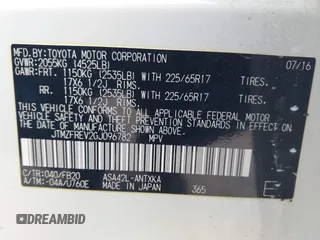 MFD. BY: TOYOTA MOTOR CORPORATION 07/16
GVWR: 2055KG (4525LB)
GAWR: FRT. 1150KG (2535LB) WITH 225/65R17 TIRES.
17X6 1/2J RIMS.
RR. 1150KG (2535LB) WITH 225/65R17 TIRES.
17X6 1/2J RIMS.
THIS VEHICLE CONFORMS TO ALL APPLICABLE FEDERAL MOTOR VEHICLE SAFETY AND THEFT PREVENTION STANDARDS IN EFFECT ON THE DATE OF MANUFACTURE SHOWN ABOVE.
JTMZFREV2GJ096782 MPV
C/TR: 040/FB20 ASA42L-ANTXKA
A/TM: -04A/U760E MADE IN JAPAN 365 E
© AutoBidCar